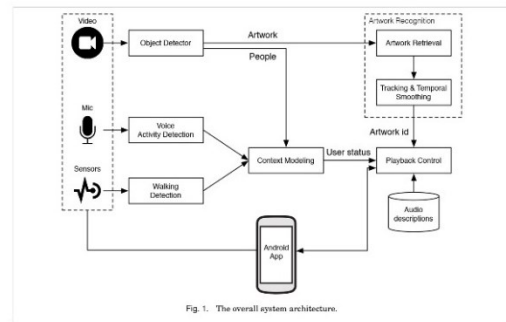 Video
Object Detector
Artwork
People
Artwork Recognition
Artwork Retrieval
Tracking & Temporal
Smoothing
Mic
Voice
Activity Detection
Artwork id
Context Modeling
User status
Playback Control
Sensors
Walking
Detection
Audio
descriptions
Android
App
Fig. 1. The overall system architecture.